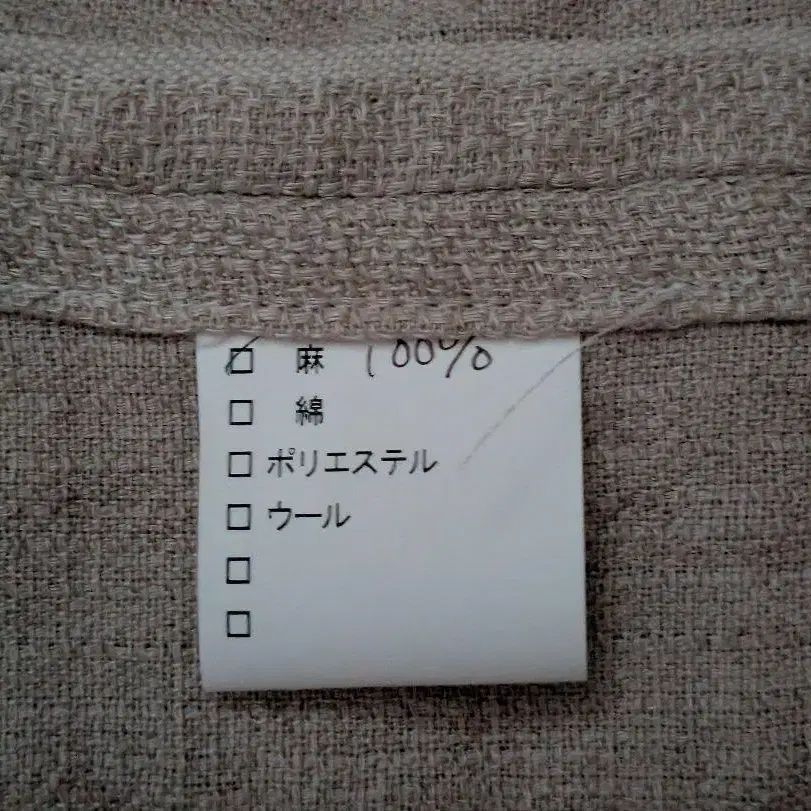 ☑ 麻 100%
□ 綿
□ ポリエステル
□ ウール
□
□